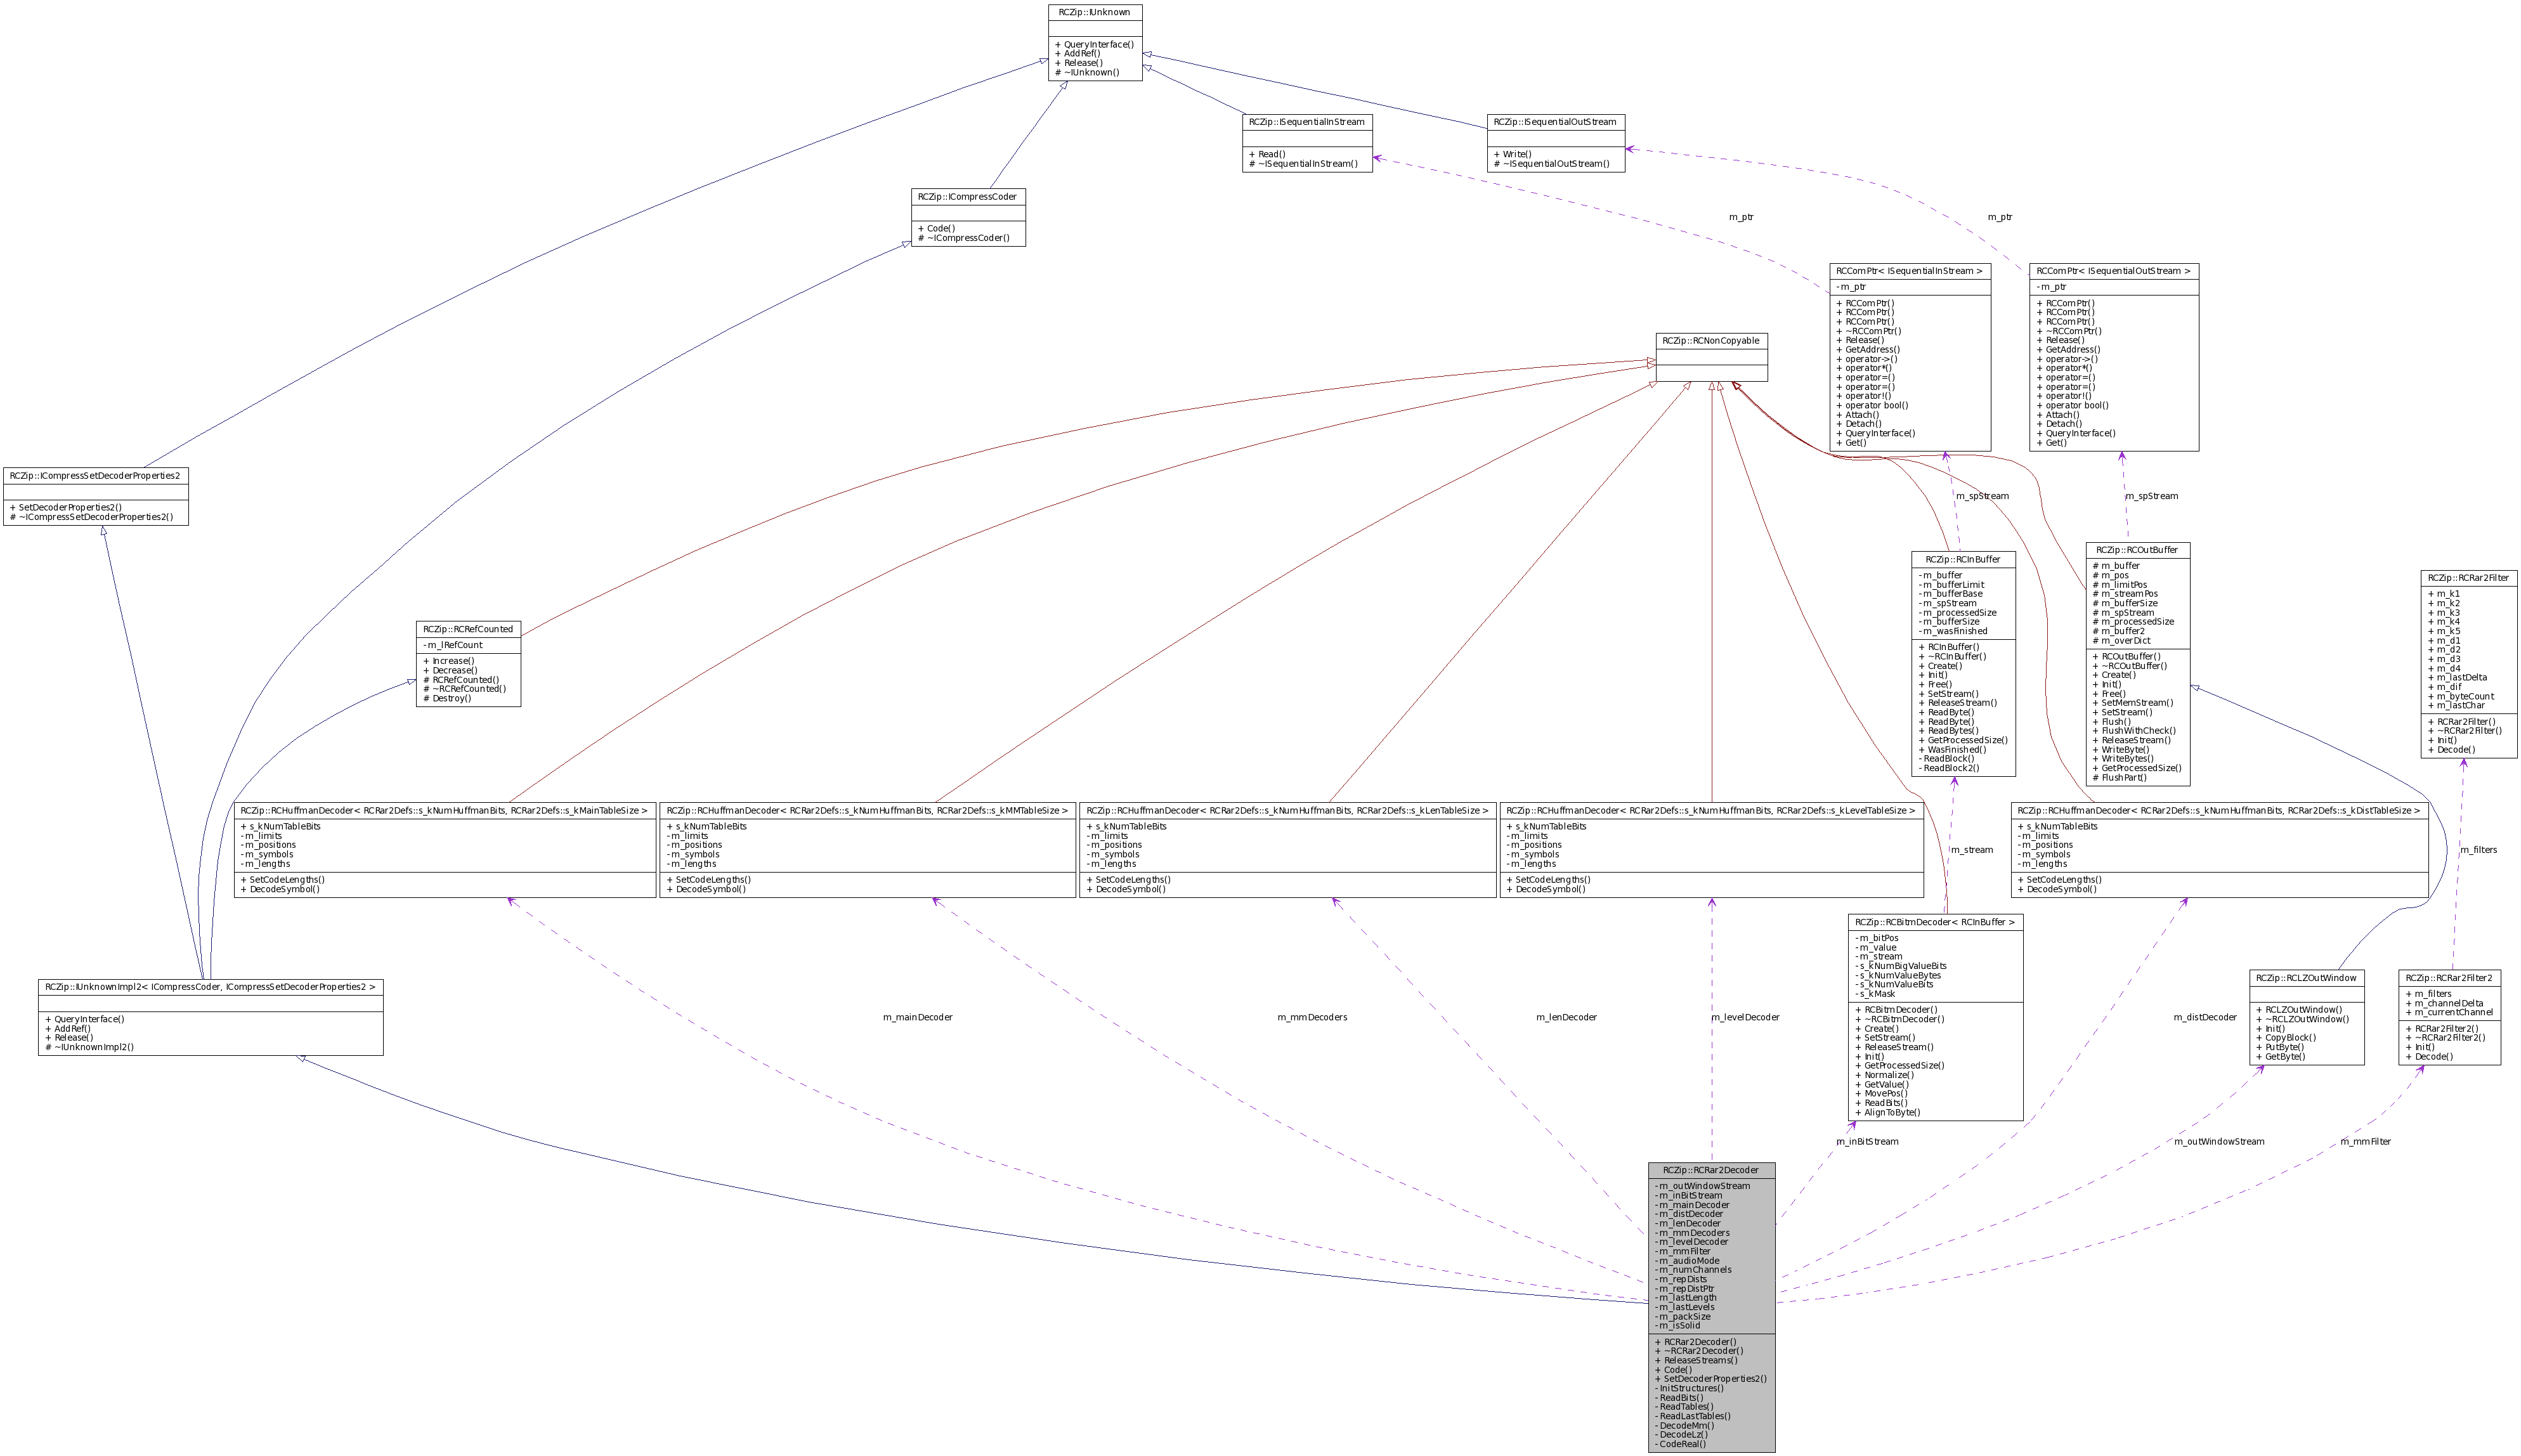 RCZip::IUnknown
+ QueryInterface()
+ AddRef()
+ Release()
# ~IUnknown()
RCZip::ISequentialInStream
+ Read()
# ~ISequentialInStream()
RCZip::ISequentialOutStream
+ Write()
# ~ISequentialOutStream()
RCZip::ICompressCoder
+ Code()
# ~ICompressCoder()
m_ptr
m_ptr
RCComPtr< ISequentialInStream >
- m_ptr
+ RCComPtr()
+ RCComPtr()
+ RCComPtr()
+ ~RCComPtr()
+ Release()
+ GetAddress()
+ operator->()
+ operator*()
+ operator=()
+ operator=()
+ operator!()
+ operator bool()
+ Attach()
+ Detach()
+ QueryInterface()
+ Get()
RCComPtr< ISequentialOutStream >
- m_ptr
+ RCComPtr()
+ RCComPtr()
+ RCComPtr()
+ ~RCComPtr()
+ Release()
+ GetAddress()
+ operator->()
+ operator*()
+ operator=()
+ operator=()
+ operator!()
+ operator bool()
+ Attach()
+ Detach()
+ QueryInterface()
+ Get()
RCZip::RCNonCopyable
RCZip::ICompressSetDecoderProperties2
+ SetDecoderProperties2()
# ~ICompressSetDecoderProperties2()
m_spStream
m_spStream
RCZip::RCInBuffer
- m_buffer
- m_bufferLimit
- m_bufferBase
- m_spStream
- m_processedSize
- m_bufferSize
- m_wasFinished
+ RCInBuffer()
+ ~RCInBuffer()
+ Create()
+ Init()
+ Free()
+ SetStream()
+ ReleaseStream()
+ ReadByte()
+ ReadByte()
+ ReadBytes()
+ GetProcessedSize()
+ WasFinished()
- ReadBlock()
- ReadBlock2()
RCZip::RCOutBuffer
# m_buffer
# m_pos
# m_limitPos
# m_streamPos
# m_bufferSize
# m_spStream
# m_processedSize
# m_buffer2
# m_overDict
+ RCOutBuffer()
+ ~RCOutBuffer()
+ Create()
+ Init()
+ Free()
+ SetMemStream()
+ SetStream()
+ Flush()
+ FlushWithCheck()
+ ReleaseStream()
+ WriteByte()
+ WriteBytes()
+ GetProcessedSize()
# FlushPart()
RCZip::RCRar2Filter
+ m_k1
+ m_k2
+ m_k3
+ m_k4
+ m_k5
+ m_d1
+ m_d2
+ m_d3
+ m_d4
+ m_lastDelta
+ m_dif
+ m_byteCount
+ m_lastChar
+ RCRar2Filter()
+ ~RCRar2Filter()
+ Init()
+ Decode()
RCZip::RCRefCounted
- m_lRefCount
+ Increase()
+ Decrease()
# RCRefCounted()
# ~RCRefCounted()
# Destroy()
RCZip::RCHuffmanDecoder< RCRar2Defs::s_kNumHuffmanBits, RCRar2Defs::s_kMainTableSize >
+ s_kNumTableBits
- m_limits
- m_positions
- m_symbols
- m_lengths
+ SetCodeLengths()
+ DecodeSymbol()
RCZip::RCHuffmanDecoder< RCRar2Defs::s_kNumHuffmanBits, RCRar2Defs::s_kMMTableSize >
+ s_kNumTableBits
- m_limits
- m_positions
- m_symbols
- m_lengths
+ SetCodeLengths()
+ DecodeSymbol()
RCZip::RCHuffmanDecoder< RCRar2Defs::s_kNumHuffmanBits, RCRar2Defs::s_kLenTableSize >
+ s_kNumTableBits
- m_limits
- m_positions
- m_symbols
- m_lengths
+ SetCodeLengths()
+ DecodeSymbol()
RCZip::RCHuffmanDecoder< RCRar2Defs::s_kNumHuffmanBits, RCRar2Defs::s_kLevelTableSize >
+ s_kNumTableBits
- m_limits
- m_positions
- m_symbols
- m_lengths
+ SetCodeLengths()
+ DecodeSymbol()
RCZip::RCHuffmanDecoder< RCRar2Defs::s_kNumHuffmanBits, RCRar2Defs::s_kDistTableSize >
+ s_kNumTableBits
- m_limits
- m_positions
- m_symbols
- m_lengths
+ SetCodeLengths()
+ DecodeSymbol()
m_stream
m_filters
RCZip::RCBitmDecoder< RCInBuffer >
- m_bitPos
- m_value
- m_stream
- s_kNumBigValueBits
- s_kNumValueBytes
- s_kNumValueBits
- s_kMask
+ RCBitmDecoder()
+ ~RCBitmDecoder()
+ Create()
+ SetStream()
+ ReleaseStream()
+ Init()
+ GetProcessedSize()
+ Normalize()
+ GetValue()
+ MovePos()
+ ReadBits()
+ AlignToByte()
RCZip::IUnknownImpl2< ICompressCoder, ICompressSetDecoderProperties2 >
+ QueryInterface()
+ AddRef()
+ Release()
# ~IUnknownImpl2()
RCZip::RCLZOutWindow
+ RCLZOutWindow()
+ ~RCLZOutWindow()
+ Init()
+ CopyBlock()
+ PutByte()
+ GetByte()
RCZip::RCRar2Filter2
+ m_filters
+ m_channelDelta
+ m_currentChannel
+ RCRar2Filter2()
+ ~RCRar2Filter2()
+ Init()
+ Decode()
m_mainDecoder
m_mmDecoders
m_lenDecoder
m_levelDecoder
m_distDecoder
m_inBitStream
m_outWindowStream
m_mmFilter
RCZip::RCRar2Decoder
- m_outWindowStream
- m_inBitStream
- m_mainDecoder
- m_distDecoder
- m_lenDecoder
- m_mmDecoders
- m_levelDecoder
- m_mmFilter
- m_audioMode
- m_numChannels
- m_repDists
- m_repDistPtr
- m_lastLength
- m_lastLevels
- m_packSize
- m_isSolid
+ RCRar2Decoder()
+ ~RCRar2Decoder()
+ ReleaseStreams()
+ Code()
+ SetDecoderProperties2()
- InitStructures()
- ReadBits()
- ReadTables()
- ReadLastTables()
- DecodeMm()
- DecodeLz()
- CodeReal()